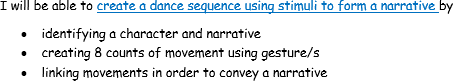 I will be able to create a dance sequence using stimuli to form a narrative by
• identifying a character and narrative
• creating 8 counts of movement using gesture/s
• linking movements in order to convey a narrative